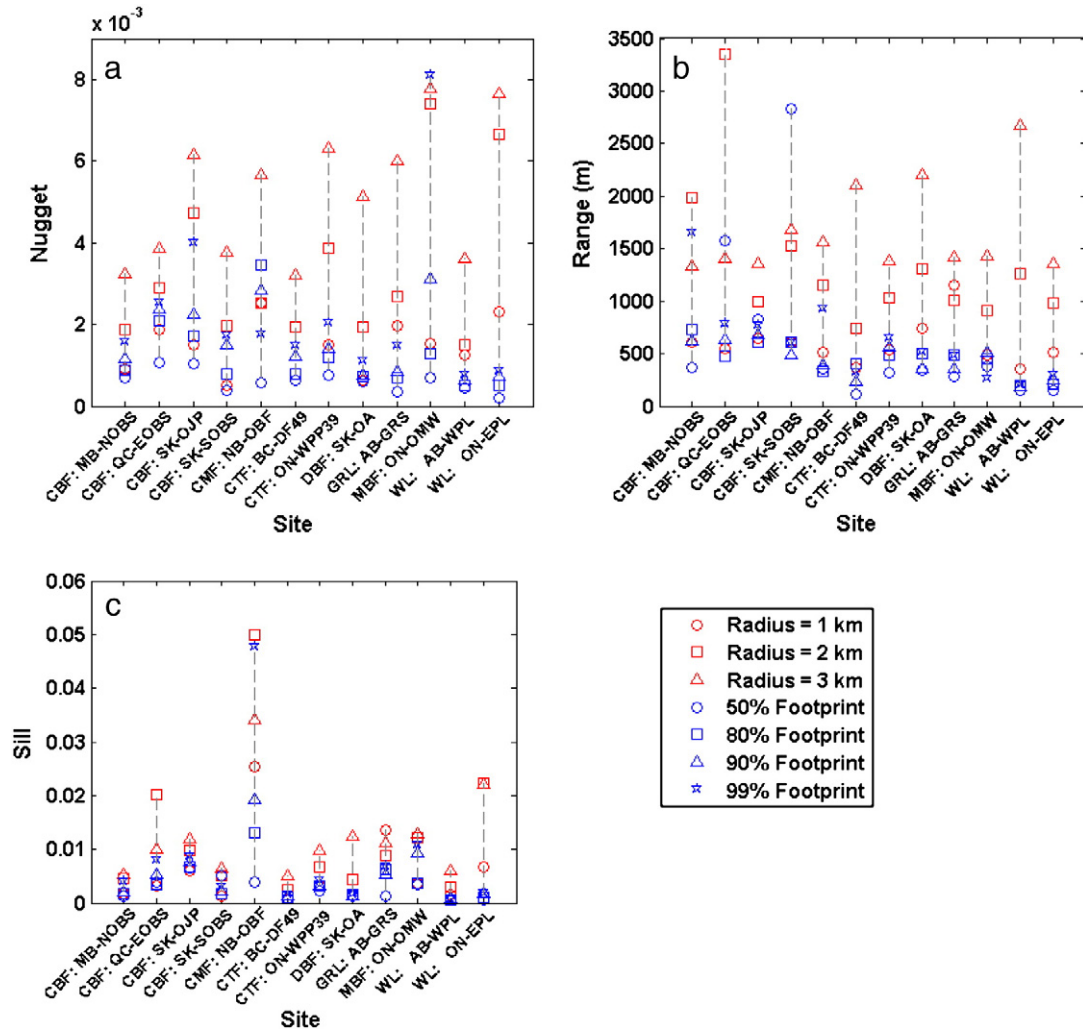 x 10⁻³
a
8
6
4
2
0
Nugget
CBF: MB-NOBS
CBF: QC-EOBS
CBF: SK-OJP
CBF: SK-SOBS
CMF: NB-OBF
CTF: BC-DF49
CTF: ON-WPP39
DBF: SK-OA
GRL: AB-GRS
MBF: ON-OMW
WL: AB-WPL
WL: ON-EPL
Site
b
3500
3000
2500
2000
1500
1000
500
0
Range (m)
CBF: MB-NOBS
CBF: QC-EOBS
CBF: SK-OJP
CBF: SK-SOBS
CMF: NB-OBF
CTF: BC-DF49
CTF: ON-WPP39
DBF: SK-OA
GRL: AB-GRS
MBF: ON-OMW
WL: AB-WPL
WL: ON-EPL
Site
c
0.06
0.05
0.04
0.03
0.02
0.01
0
Sill
CBF: MB-NOBS
CBF: QC-EOBS
CBF: SK-OJP
CBF: SK-SOBS
CMF: NB-OBF
CTF: BC-DF49
CTF: ON-WPP39
DBF: SK-OA
GRL: AB-GRS
MBF: ON-OMW
WL: AB-WPL
WL: ON-EPL
Site
Radius = 1 km
Radius = 2 km
Radius = 3 km
50% Footprint
80% Footprint
90% Footprint
99% Footprint